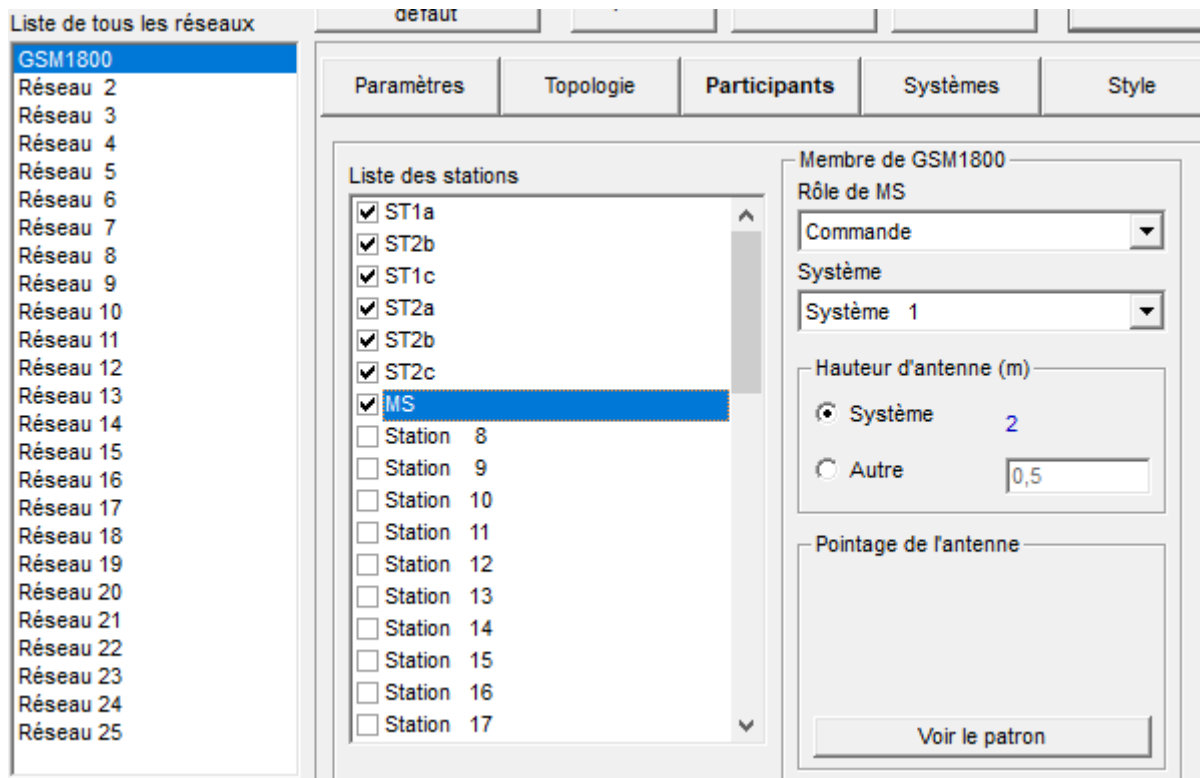 Liste de tous les réseaux
GSM1800
Réseau 2
Réseau 3
Réseau 4
Réseau 5
Réseau 6
Réseau 7
Réseau 8
Réseau 9
Réseau 10
Réseau 11
Réseau 12
Réseau 13
Réseau 14
Réseau 15
Réseau 16
Réseau 17
Réseau 18
Réseau 19
Réseau 20
Réseau 21
Réseau 22
Réseau 23
Réseau 24
Réseau 25
défaut
Paramètres
Topologie
Participants
Systèmes
Style
Liste des stations
ST1a
ST2b
ST1c
ST2a
ST2b
ST2c
MS
Station 8
Station 9
Station 10
Station 11
Station 12
Station 13
Station 14
Station 15
Station 16
Station 17
Membre de GSM1800
Rôle de MS
Commande
Système
Système 1
Hauteur d'antenne (m)
Système 2
Autre 0,5
Pointage de l'antenne
Voir le patron